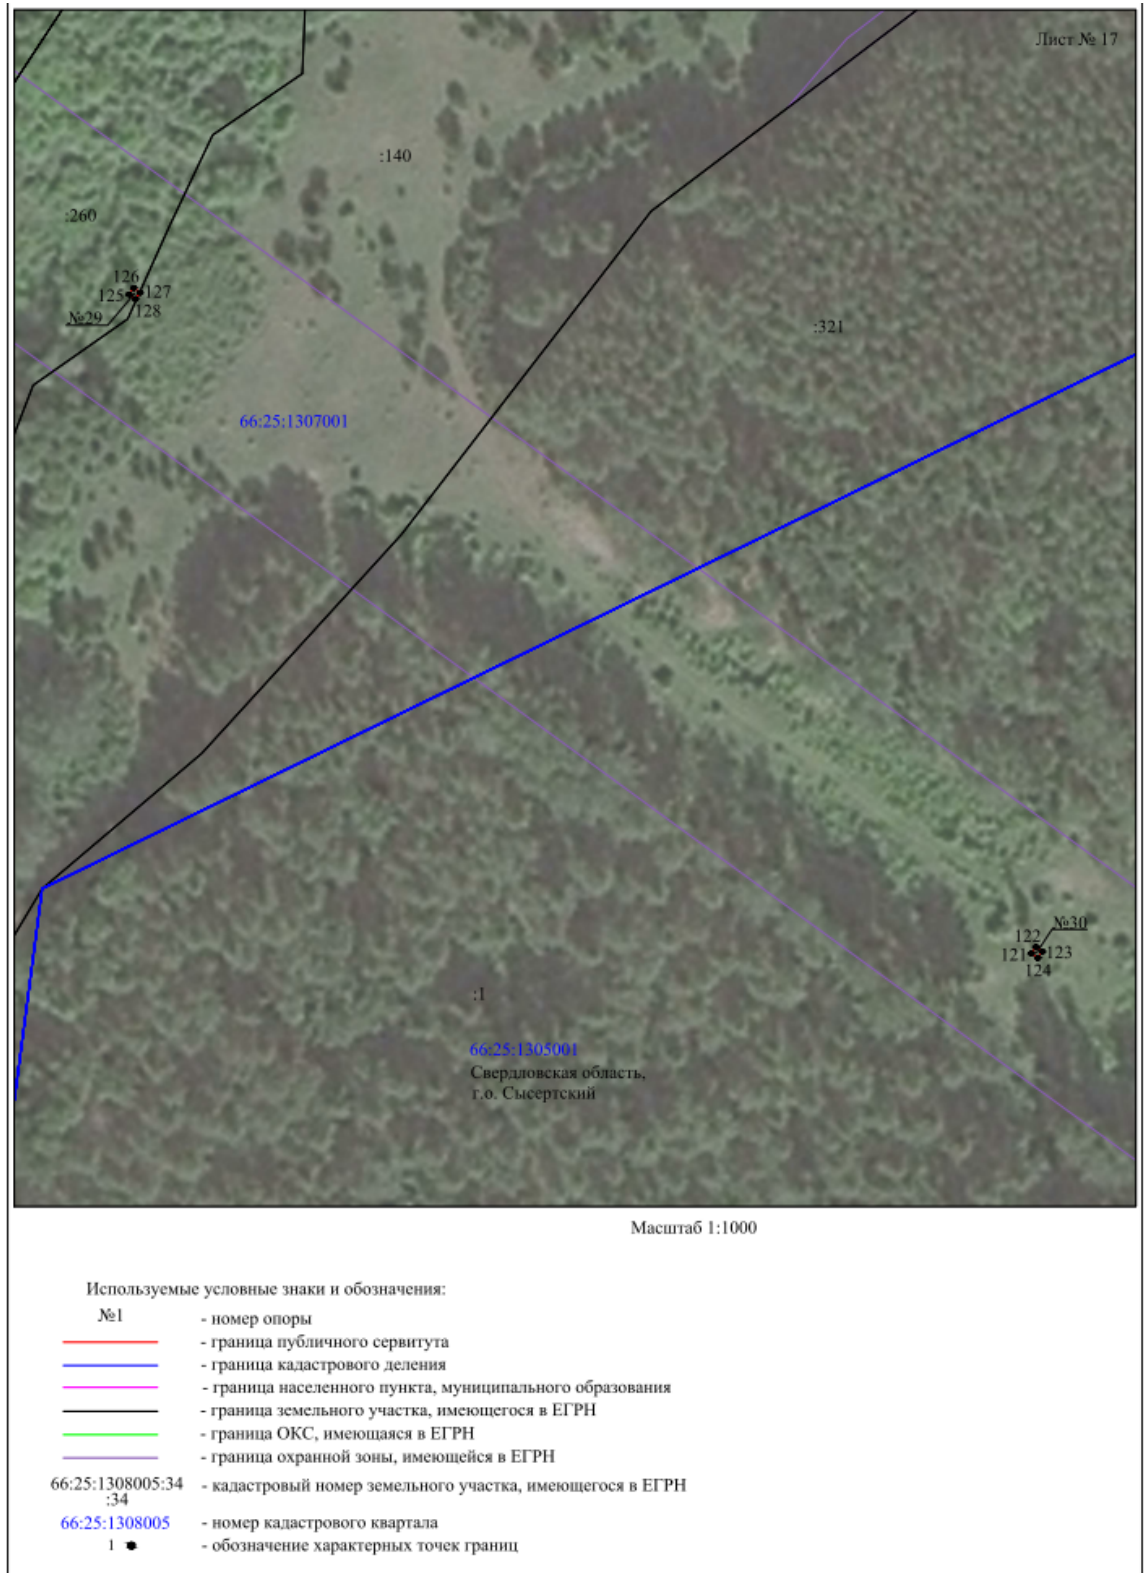 Лист № 17
:140
:260
126
125 127
128
№29
:321
66:25:1307001
№30
122
121 123
124
:1
66:25:1305001
Свердловская область,
г.о. Сысертский
Масштаб 1:1000
Используемые условные знаки и обозначения:
№1 - номер опоры
- граница публичного сервитута
- граница кадастрового деления
- граница населенного пункта, муниципального образования
- граница земельного участка, имеющегося в ЕГРН
- граница ОКС, имеющаяся в ЕГРН
- граница охранной зоны, имеющейся в ЕГРН
66:25:1308005:34 - кадастровый номер земельного участка, имеющегося в ЕГРН
:34
66:25:1308005 - номер кадастрового квартала
1 - обозначение характерных точек границ